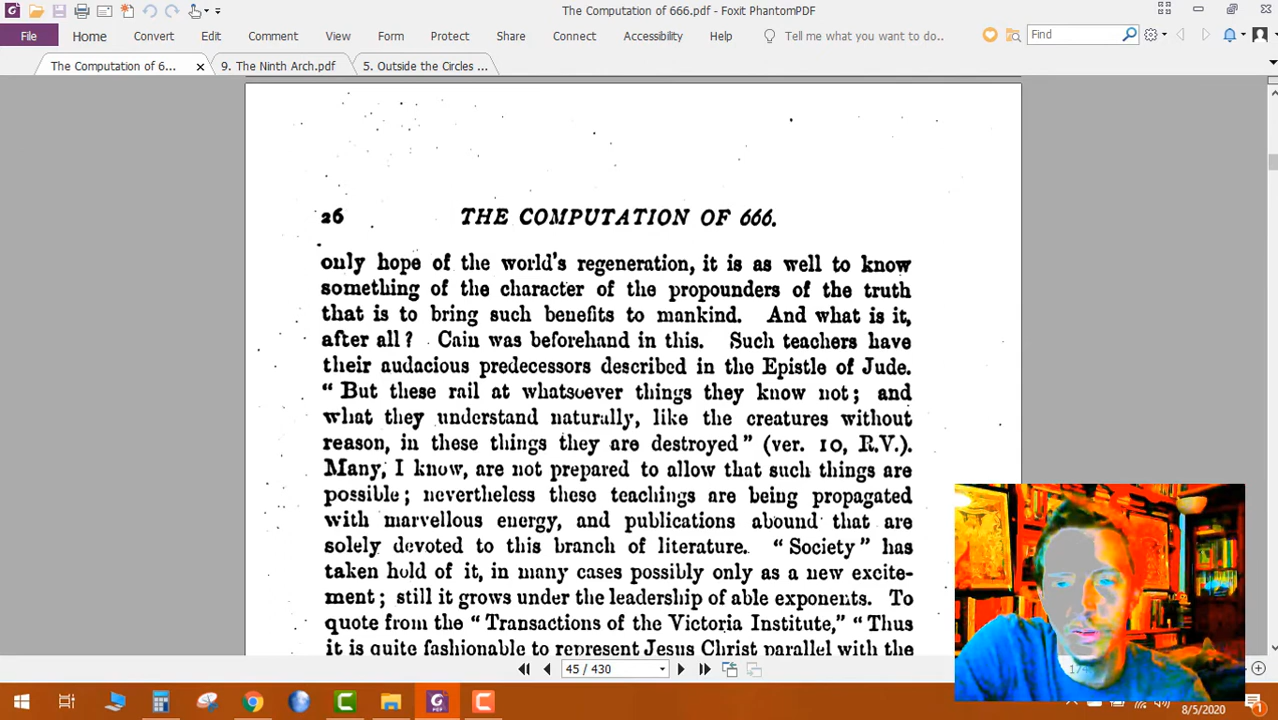 The Computation of 666.pdf - Foxit PhantomPDF
File Home Convert Edit Comment View Form Protect Share Connect Accessibility Help Tell me what you want to do.. Find
The Computation of 6... 9. The Ninth Arch.pdf 5. Outside the Circles ...
26 THE COMPUTATION OF 666.
only hope of the world's regeneration, it is as well to know
something of the character of the propounders of the truth
that is to bring such benefits to mankind. And what is it,
after all? Cain was beforehand in this. Such teachers have
their audacious predecessors described in the Epistle of Jude.
“ But these rail at whatsoever things they know not; and
what they understand naturally, like the creatures without
reason, in these things they are destroyed” (ver. 10, R.V.).
Many, I know, are not prepared to allow that such things are
possible; nevertheless these teachings are being propagated
with marvellous energy, and publications abound that are
solely devoted to this branch of literature. “Society” has
taken hold of it, in many cases possibly only as a new excite-
ment; still it grows under the leadership of able exponents. To
quote from the “Transactions of the Victoria Institute,” “Thus
it is quite fashionable to represent Jesus Christ parallel with the
45 / 430
8/5/2020